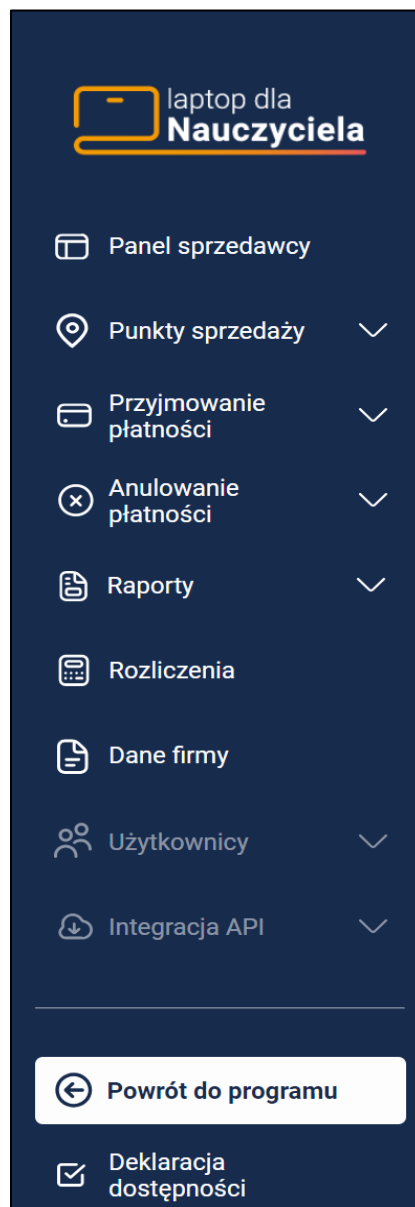 laptop dla
Nauczyciela
Panel sprzedawcy
Punkty sprzedaży
Przyjmowanie
płatności
Anulowanie
płatności
Raporty
Rozliczenia
Dane firmy
Użytkownicy
Integracja API
Powrót do programu
Deklaracja
dostępności